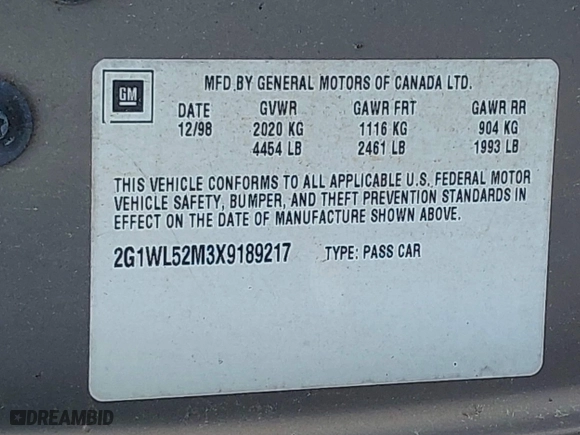 GM
MFD.BY GENERAL MOTORS OF CANADA LTD.
DATE GVWR GAWR FRT GAWR RR
12/98 2020 KG 1116 KG 904 KG
4454 LB 2461 LB 1993 LB
THIS VEHICLE CONFORMS TO ALL APPLICABLE U.S. FEDERAL MOTOR
VEHICLE SAFETY, BUMPER, AND THEFT PREVENTION STANDARDS IN
EFFECT ON THE DATE OF MANUFACTURE SHOWN ABOVE.
2G1WL52M3X9189217 TYPE: PASS CAR
DREAMBID